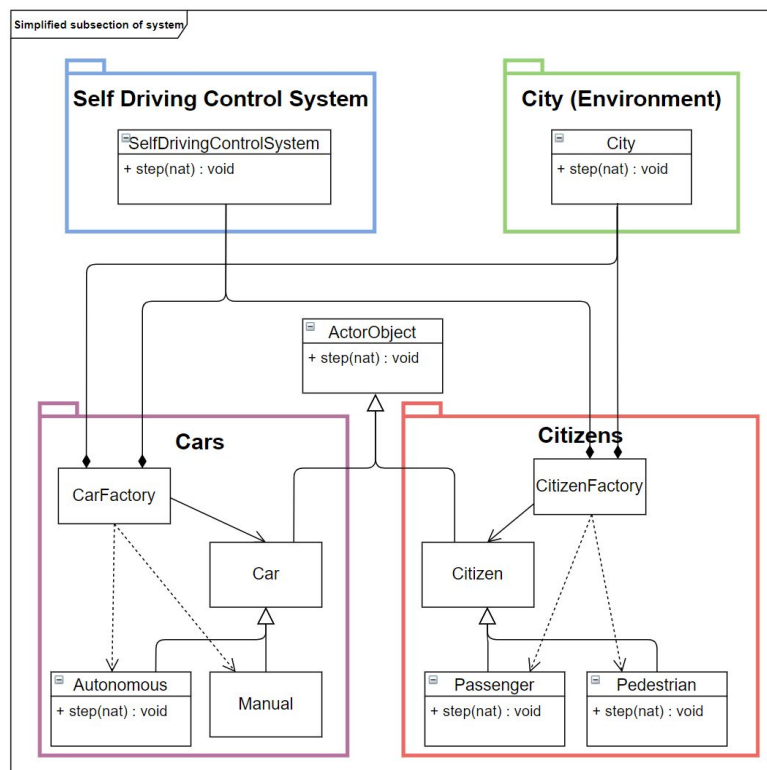 Simplified subsection of system
Self Driving Control System
City (Environment)
SelfDrivingControlSystem
+ step(nat) : void
City
+ step(nat) : void
ActorObject
+ step(nat) : void
Cars
Citizens
CarFactory
CitizenFactory
Car
Citizen
Autonomous
+ step(nat) : void
Manual
Passenger
+ step(nat) : void
Pedestrian
+ step(nat) : void